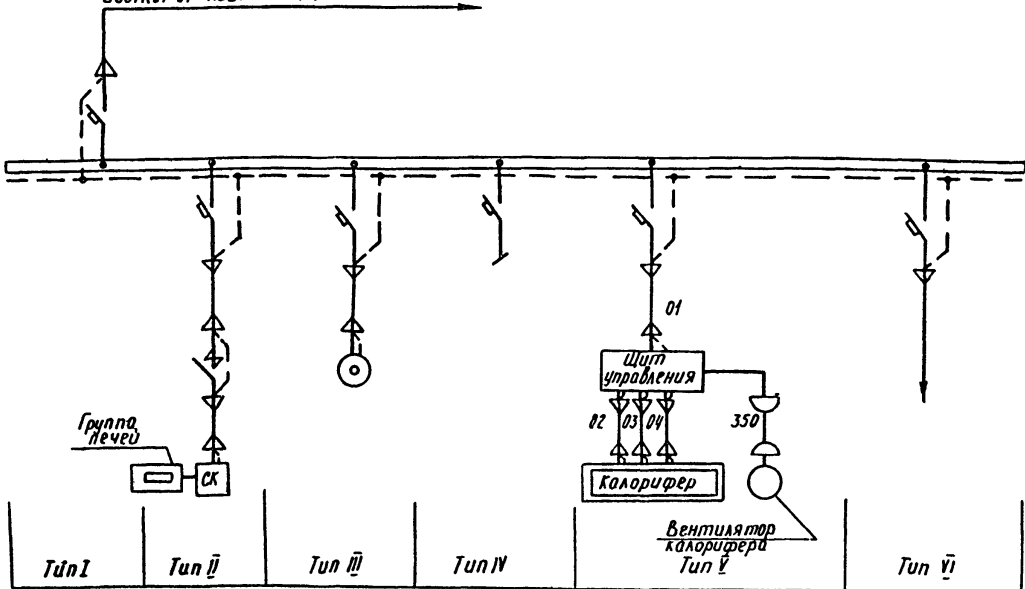 01
Щит
управления
02 03 04
350
Группа
печей
СК
Калорифер
Вентилятор
калорифера
Тип I
Тип II
Тип III
Тип IV
Тип V
Тип VI